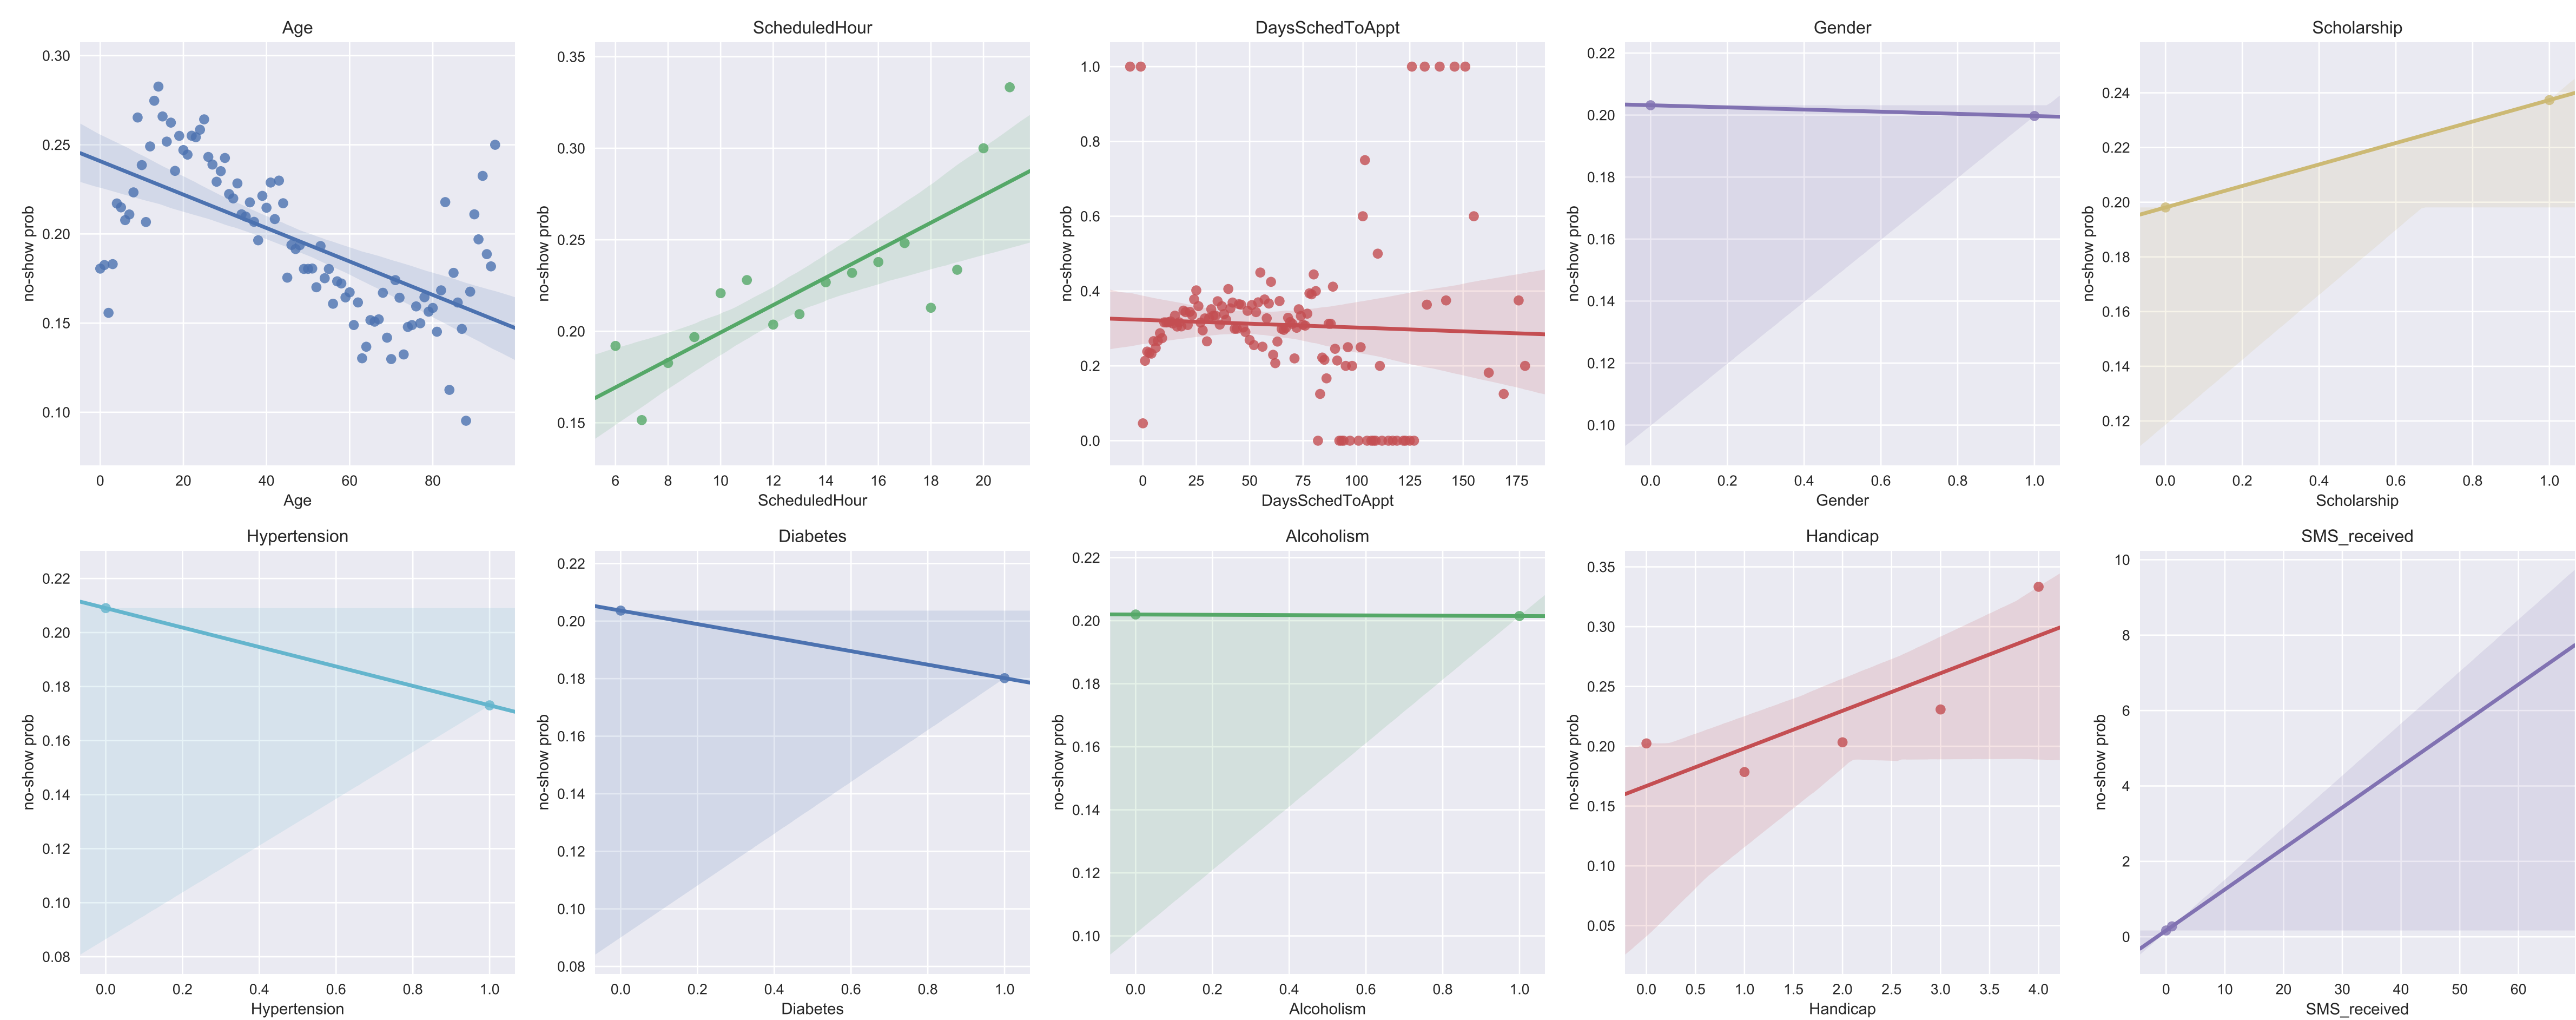 Age
ScheduledHour
DaysSchedToAppt
Gender
Scholarship
no-show prob
no-show prob
no-show prob
no-show prob
no-show prob
0.30
0.25
0.20
0.15
0.10
0.35
0.30
0.25
0.20
0.15
1.0
0.8
0.6
0.4
0.2
0.0
0.22
0.20
0.18
0.16
0.14
0.12
0.10
0.24
0.22
0.20
0.18
0.16
0.14
0.12
0 20 40 60 80
6 8 10 12 14 16 18 20
0 25 50 75 100 125 150 175
0.0 0.2 0.4 0.6 0.8 1.0
0.0 0.2 0.4 0.6 0.8 1.0
Age
ScheduledHour
DaysSchedToAppt
Gender
Scholarship
Hypertension
Diabetes
Alcoholism
Handicap
SMS_received
no-show prob
no-show prob
no-show prob
no-show prob
no-show prob
0.22
0.20
0.18
0.16
0.14
0.12
0.10
0.08
0.22
0.20
0.18
0.16
0.14
0.12
0.10
0.08
0.22
0.20
0.18
0.16
0.14
0.12
0.10
0.35
0.30
0.25
0.20
0.15
0.10
0.05
10
8
6
4
2
0
0.0 0.2 0.4 0.6 0.8 1.0
0.0 0.2 0.4 0.6 0.8 1.0
0.0 0.2 0.4 0.6 0.8 1.0
0.0 0.5 1.0 1.5 2.0 2.5 3.0 3.5 4.0
0 10 20 30 40 50 60
Hypertension
Diabetes
Alcoholism
Handicap
SMS_received